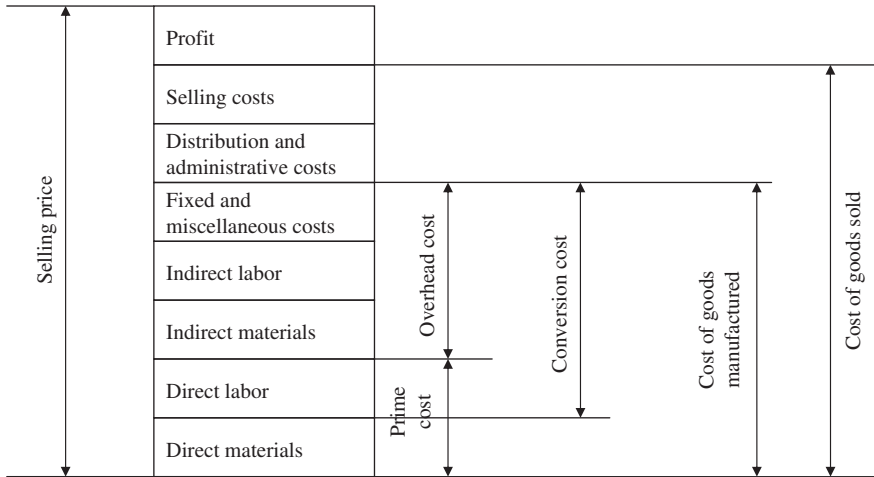 Selling price
Profit
Selling costs
Distribution and
administrative costs
Fixed and
miscellaneous costs
Indirect labor
Indirect materials
Direct labor
Direct materials
Overhead cost
Prime
cost
Conversion cost
Cost of goods
manufactured
Cost of goods sold